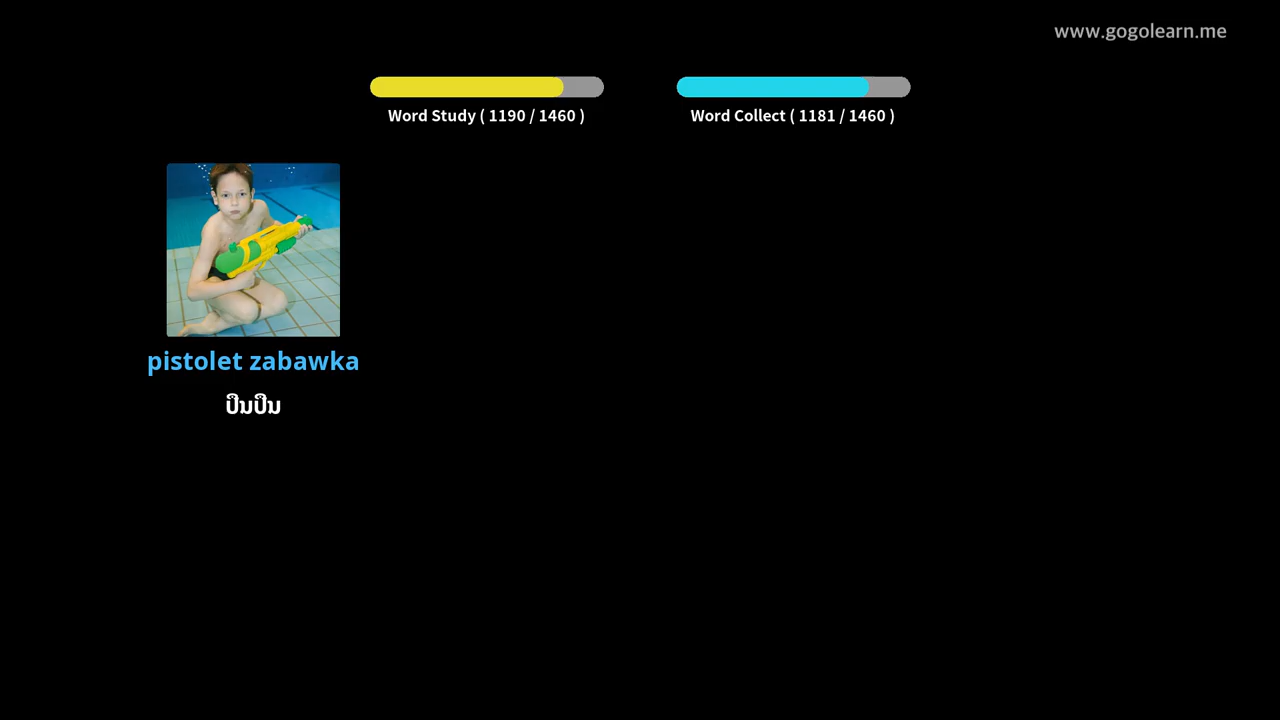 www.gogolearn.me
Word Study ( 1190 / 1460 )
Word Collect ( 1181 / 1460 )
pistolet zabawka
ປືນປືນ